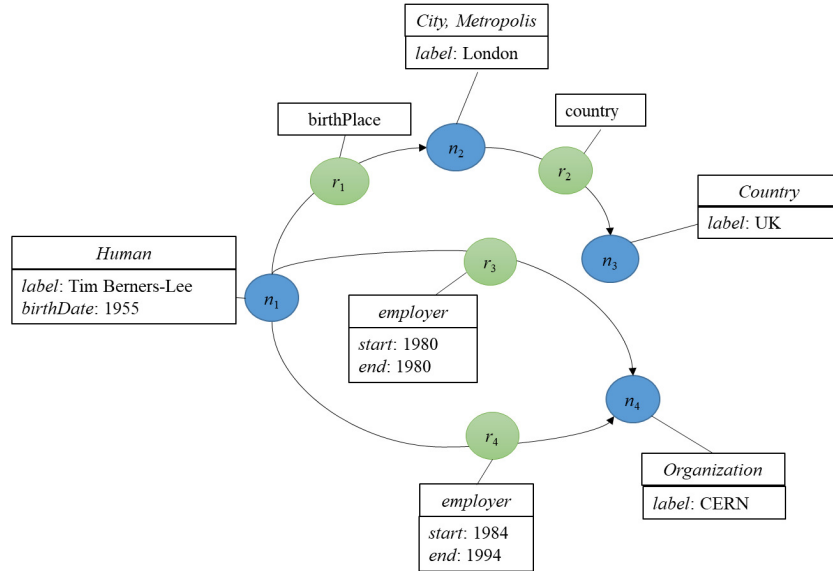 City, Metropolis
label: London
birthPlace
country
n2
r1
r2
Country
label: UK
n3
Human
label: Tim Berners-Lee
birthDate: 1955
n1
r3
employer
start: 1980
end: 1980
n4
r4
Organization
label: CERN
employer
start: 1984
end: 1994